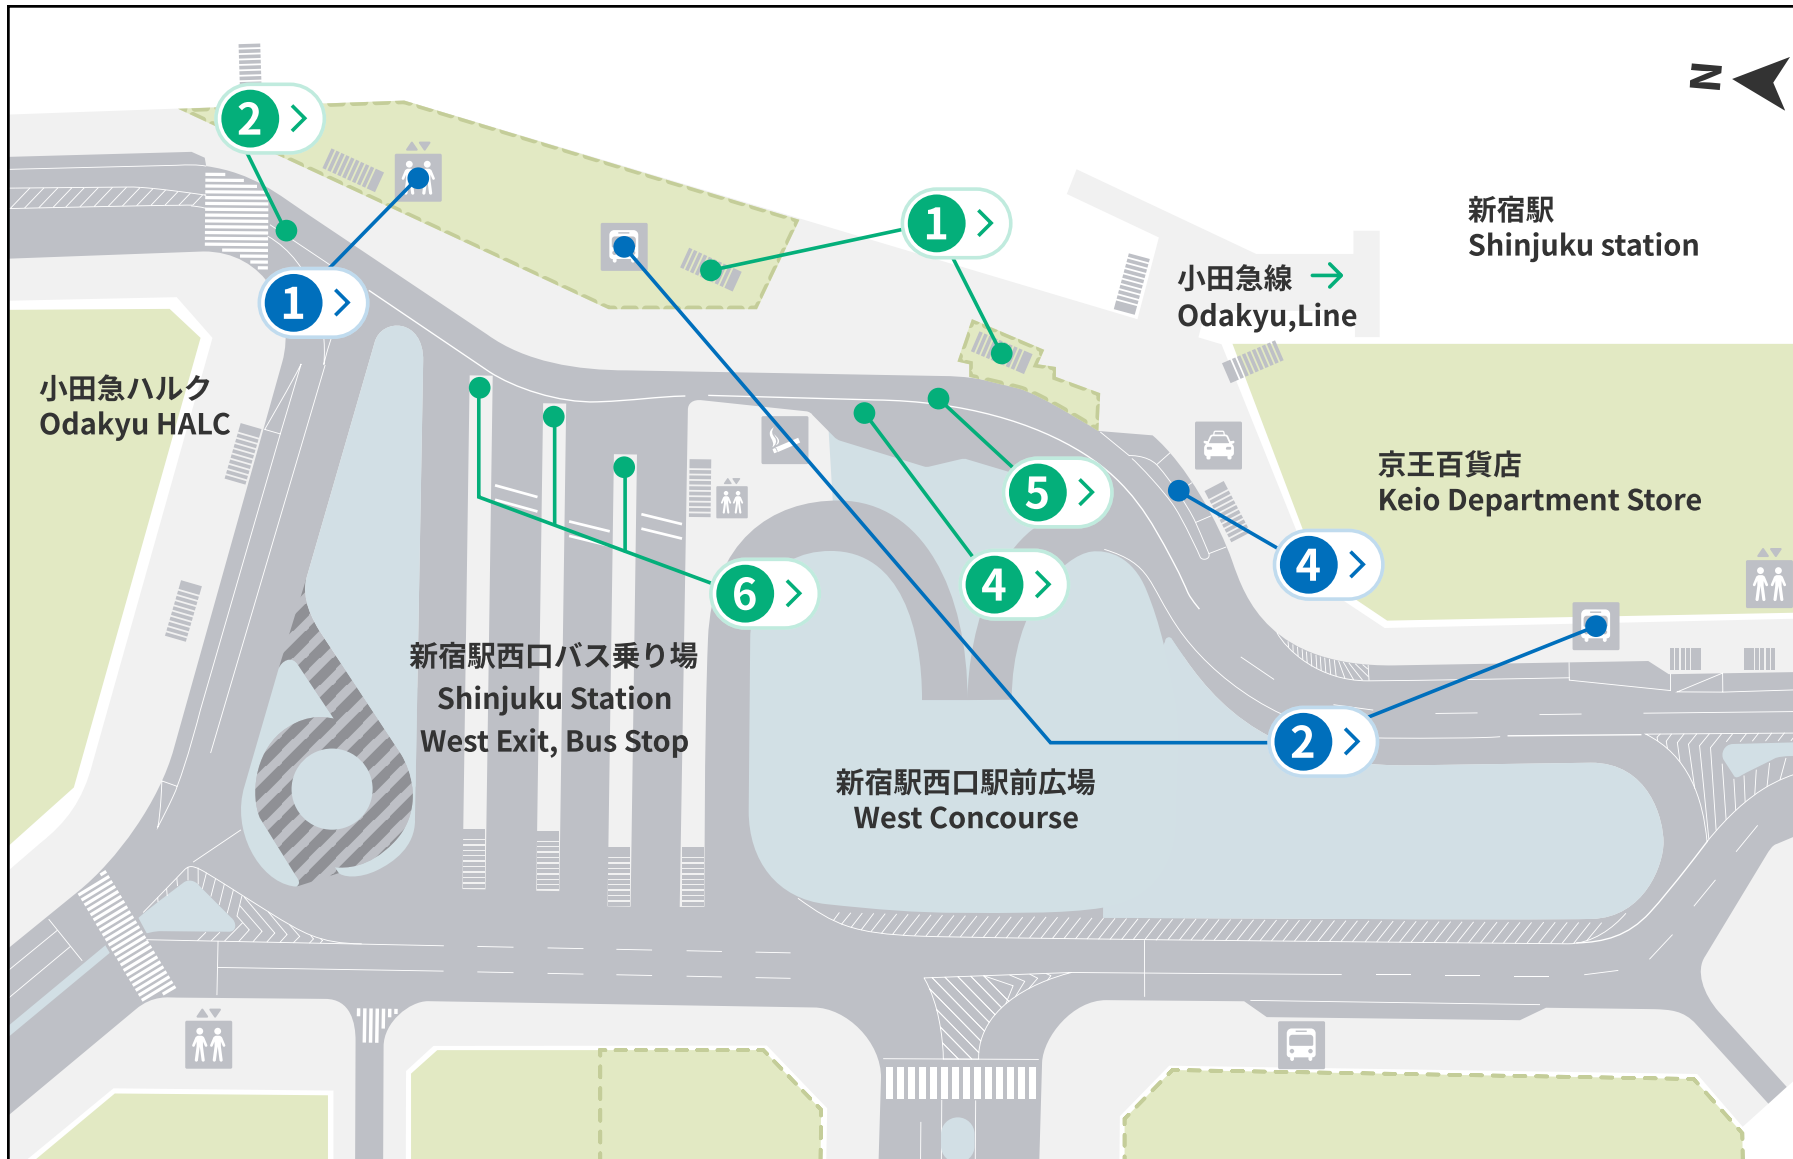 N
2
1
1
新宿駅
Shinjuku station
小田急線
Odakyu,Line
小田急ハルク
Odakyu HALC
京王百貨店
Keio Department Store
5
4
4
6
新宿駅西口バス乗り場
Shinjuku Station
West Exit, Bus Stop
2
新宿駅西口駅前広場
West Concourse